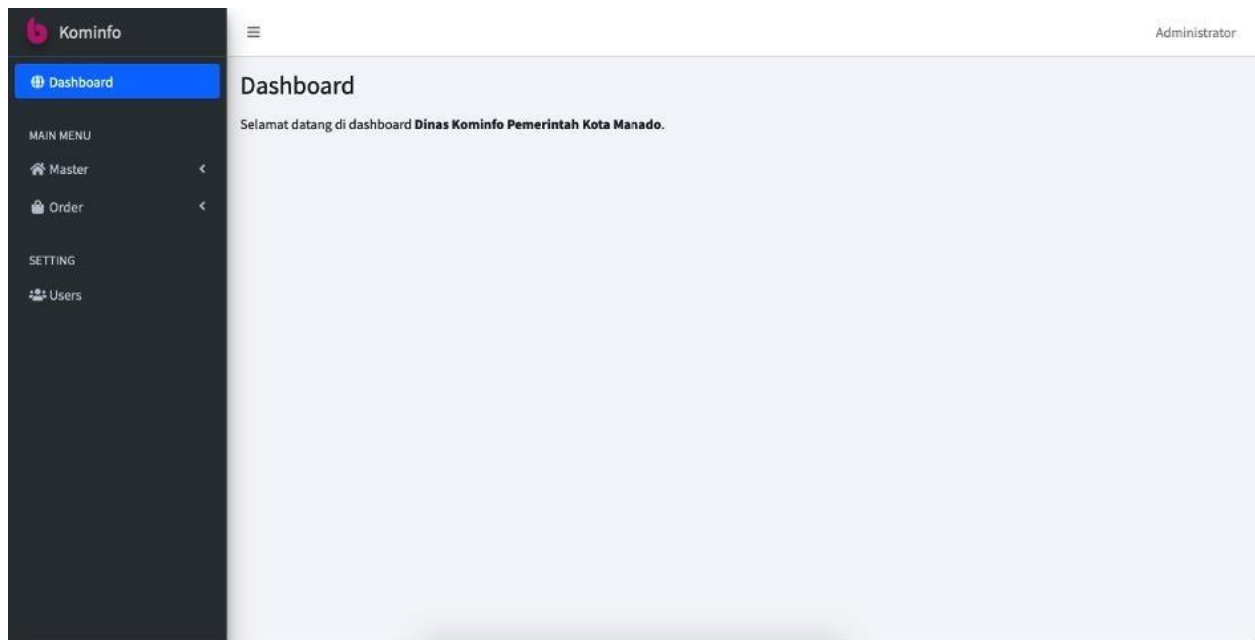 Kominfo
Administrator
Dashboard
Dashboard
Selamat datang di dashboard Dinas Kominfo Pemerintah Kota Manado.
MAIN MENU
Master
Order
SETTING
Users